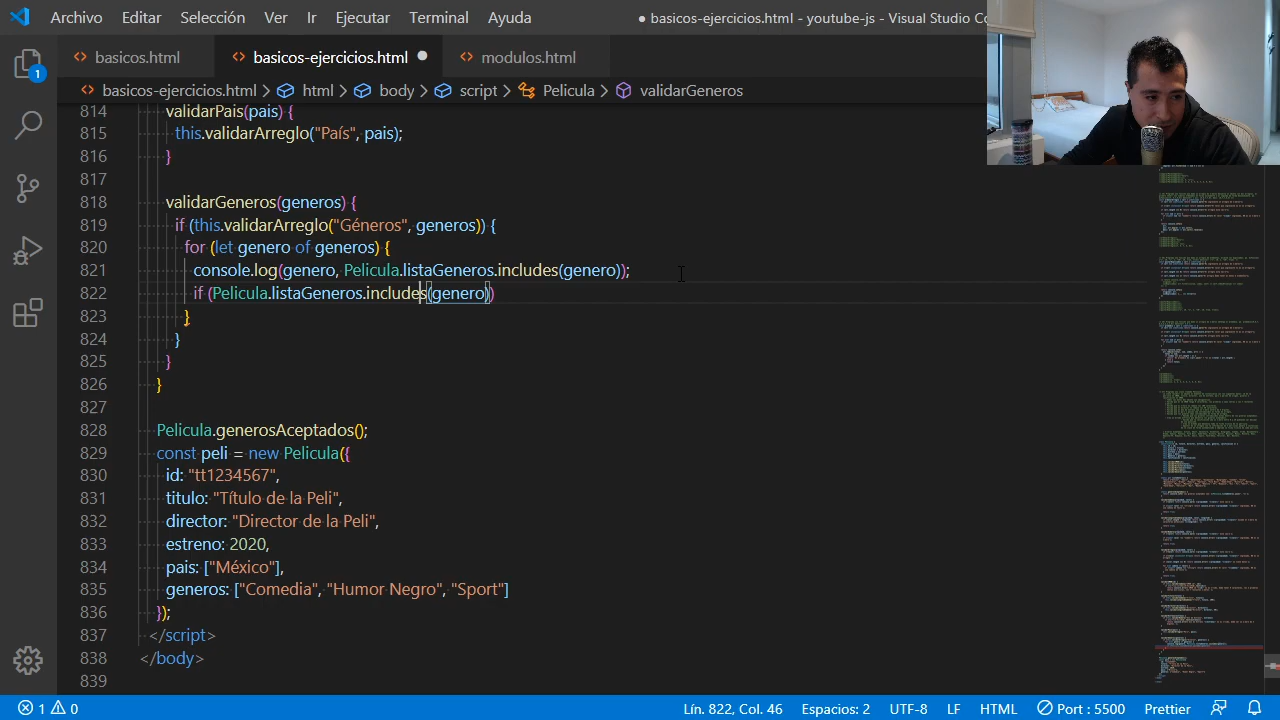 Archivo Editar Selección Ver Ir Ejecutar Terminal Ayuda ● basicos-ejercicios.html - youtube-js - Visual Studio Co
basicos.html basicos-ejercicios.html ● modulos.html
basicos-ejercicios.html > html > body > script > Pelicula > validarGeneros
1
814 validarPais(pais) {
815 this.validarArreglo("País", pais);
816 }
817
818 validarGeneros(generos) {
819 if (this.validarArreglo("Géneros", generos)) {
820 for (let genero of generos) {
821 console.log(genero, Pelicula.listaGeneros.includes(genero));
822 if (Pelicula.listaGeneros.includes(genero))
823 }
824 }
825 }
826 }
827
828 Pelicula.generosAceptados();
829 const peli = new Pelicula({
830 id: "tt1234567",
831 titulo: "Título de la Peli",
832 director: "Director de la Peli",
833 estreno: 2020,
834 pais: ["México"],
835 generos: ["Comedia", "Humor Negro", "Sport"]
836 });
837 </script>
838 </body>
839
1 0 Lín. 822, Col. 46 Espacios: 2 UTF-8 LF HTML Port : 5500 Prettier